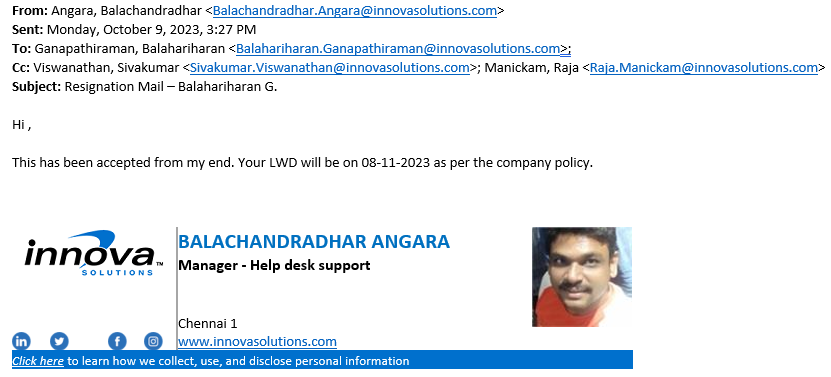 From: Angara, Balachandradhar <Balachandradhar.Angara@innovasolutions.com>
Sent: Monday, October 9, 2023, 3:27 PM
To: Ganapathiraman, Balahariharan <Balahariharan.Ganapathiraman@innovasolutions.com>;
Cc: Viswanathan, Sivakumar <Sivakumar.Viswanathan@innovasolutions.com>; Manickam, Raja <Raja.Manickam@innovasolutions.com>
Subject: Resignation Mail – Balahariharan G.
Hi ,
This has been accepted from my end. Your LWD will be on 08-11-2023 as per the company policy.
innova™
SOLUTIONS
BALACHANDRADHAR ANGARA
Manager - Help desk support
Chennai 1
www.innovasolutions.com
Click here to learn how we collect, use, and disclose personal information